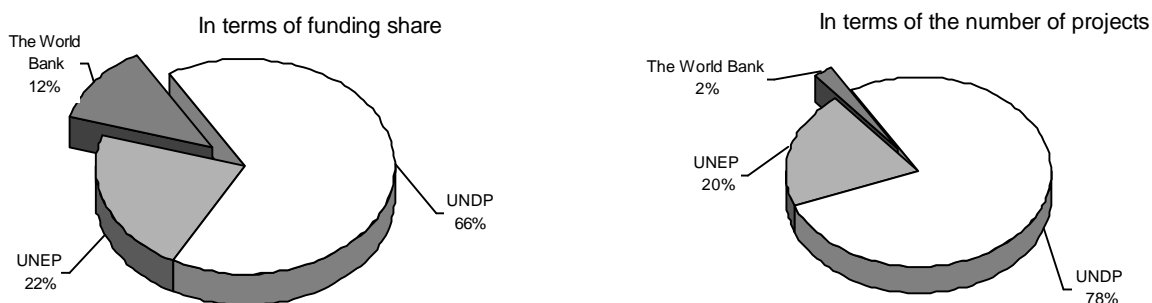 In terms of funding share
The World
Bank
12%
UNDP
66%
UNEP
22%
In terms of the number of projects
The World Bank
2%
UNEP
20%
UNDP
78%